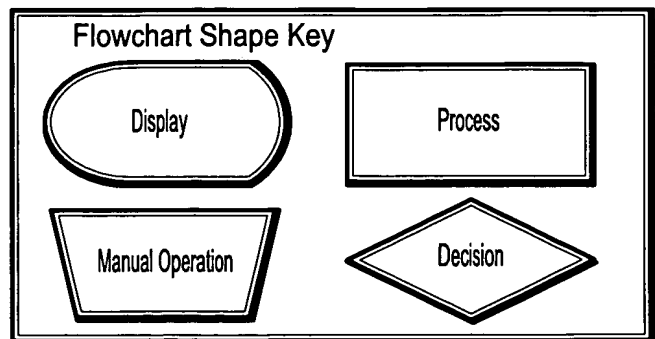 Flowchart Shape Key
Display
Process
Manual Operation
Decision